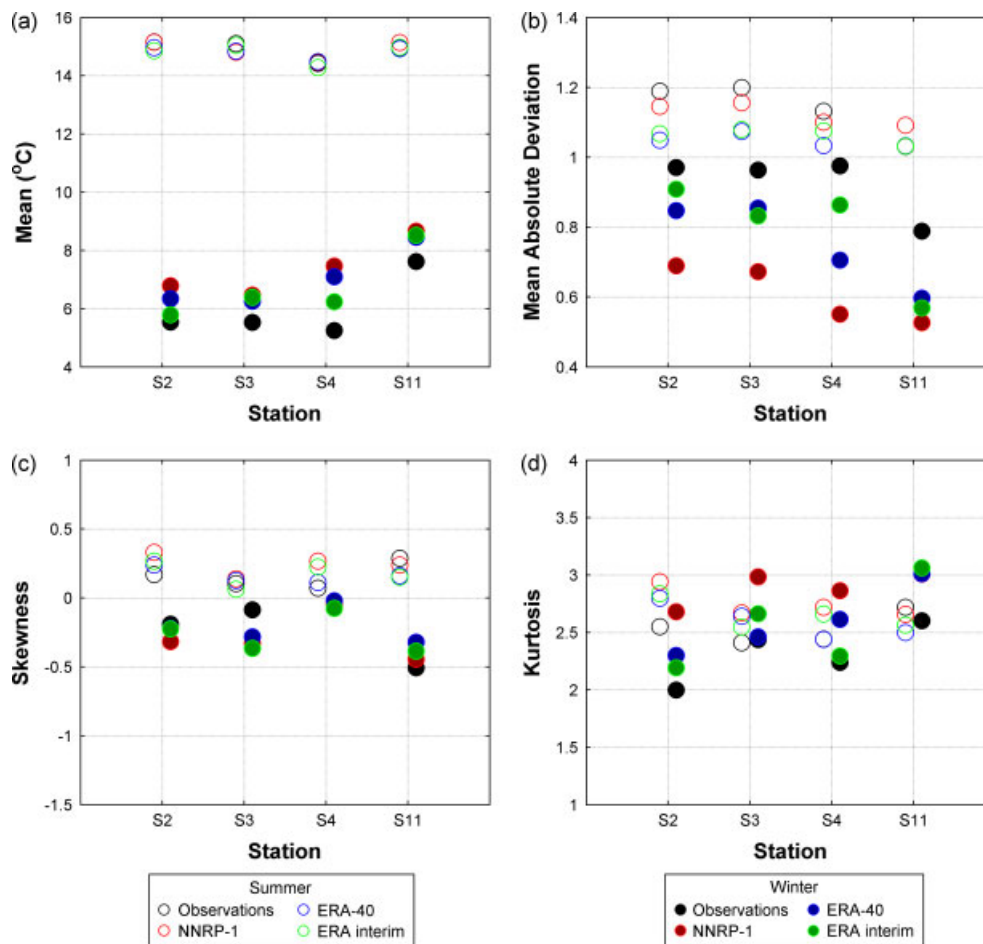 (a)
16
14
12
10
8
6
4
Mean (°C)
S2 S3 S4 S11
Station
(b)
1.4
1.2
1
0.8
0.6
0.4
Mean Absolute Deviation
S2 S3 S4 S11
Station
(c)
1
0.5
0
-0.5
-1
-1.5
Skewness
S2 S3 S4 S11
Station
(d)
4
3.5
3
2.5
2
1.5
1
Kurtosis
S2 S3 S4 S11
Station
Summer
Observations ERA-40
NNRP-1 ERA interim
Winter
Observations ERA-40
NNRP-1 ERA interim